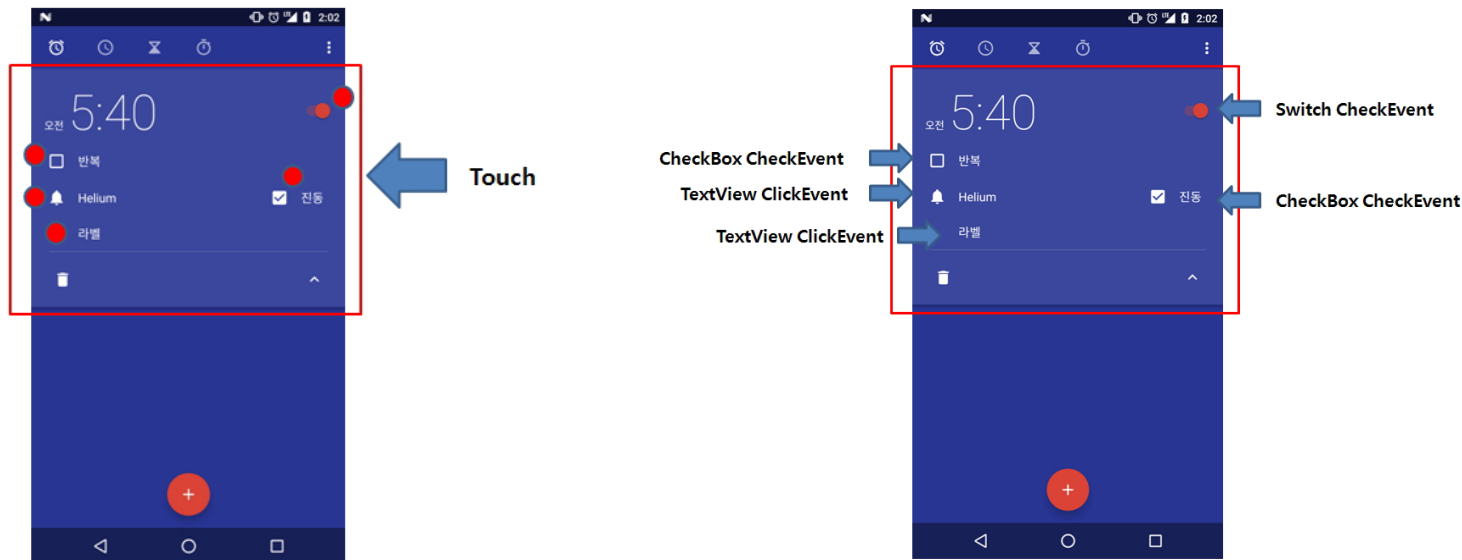 2:02
오전 5:40
반복
Helium
진동
라벨
Touch
2:02
오전 5:40
반복
Helium
진동
라벨
Switch CheckEvent
CheckBox CheckEvent
TextView ClickEvent
CheckBox CheckEvent
TextView ClickEvent